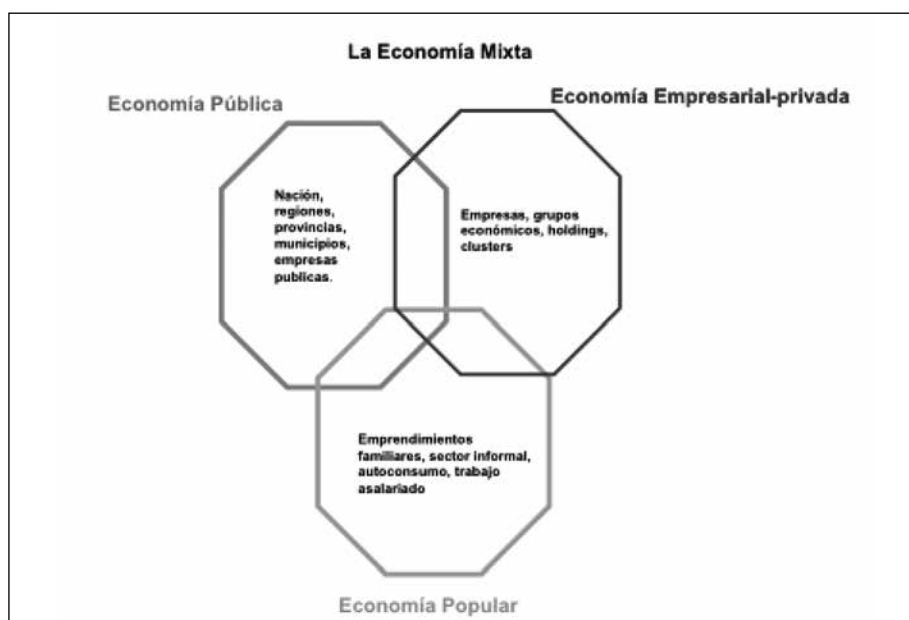 La Economía Mixta
Economía Pública
Economía Empresarial-privada
Nación,
regiones,
provincias,
municipios,
empresas
publicas.
Empresas, grupos
económicos, holdings,
clusters
Emprendimientos
familiares, sector informal,
autoconsumo, trabajo
asalariado
Economía Popular